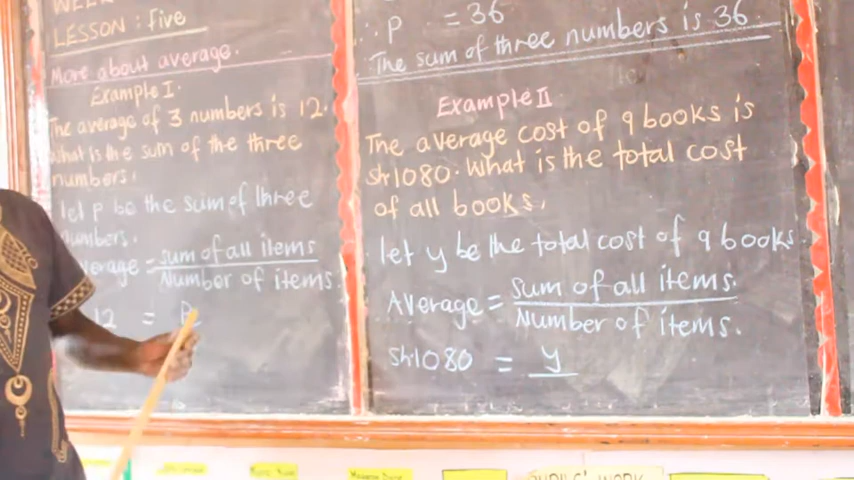 LESSON : five
More about average.
Example I.
The average of 3 numbers is 12.
What is the sum of the three
numbers.
let p be the sum of three
numbers.
average = sum of all items
Number of items.
12 = P
∴ p = 36
The sum of three numbers is 36.
Example II
The average cost of 9 books is
sh1080. What is the total cost
of all books.
let y be the total cost of 9 books.
Average = sum of all items.
Number of items.
sh1080 = y
PUPILS' WORK